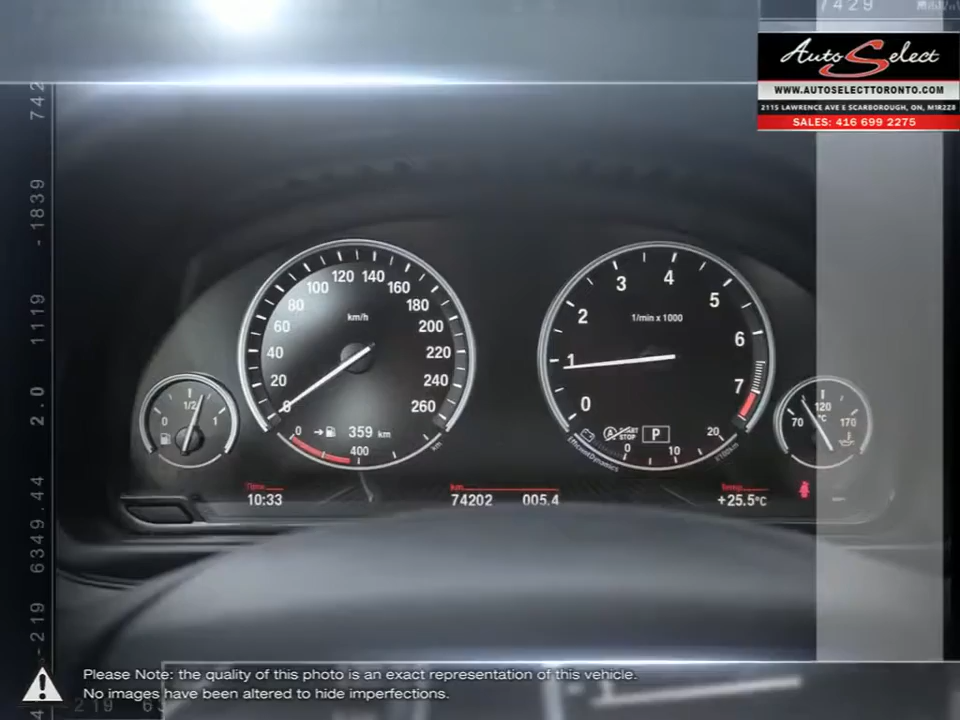 7429
Auto Select
WWW.AUTOSELECTTORONTO.COM
2115 LAWRENCE AVE E SCARBOROUGH, ON, M1R2Z8
SALES: 416 699 2275
742
- 1839
1119
2.0
6349.44
-219
0 20 40 60 80 100 120 140 160 180 200 220 240 260
km/h
359 km
0 400
km
0 1 2 3 4 5 6 7
1/min x 1000
START
STOP
P
0 10 20
EfficientDynamics
0 1/2 1
70 120 170
°C
Time
10:33
km
74202 005.4
Temp
+25.5°C
Please Note: the quality of this photo is an exact representation of this vehicle.
No images have been altered to hide imperfections.
-219